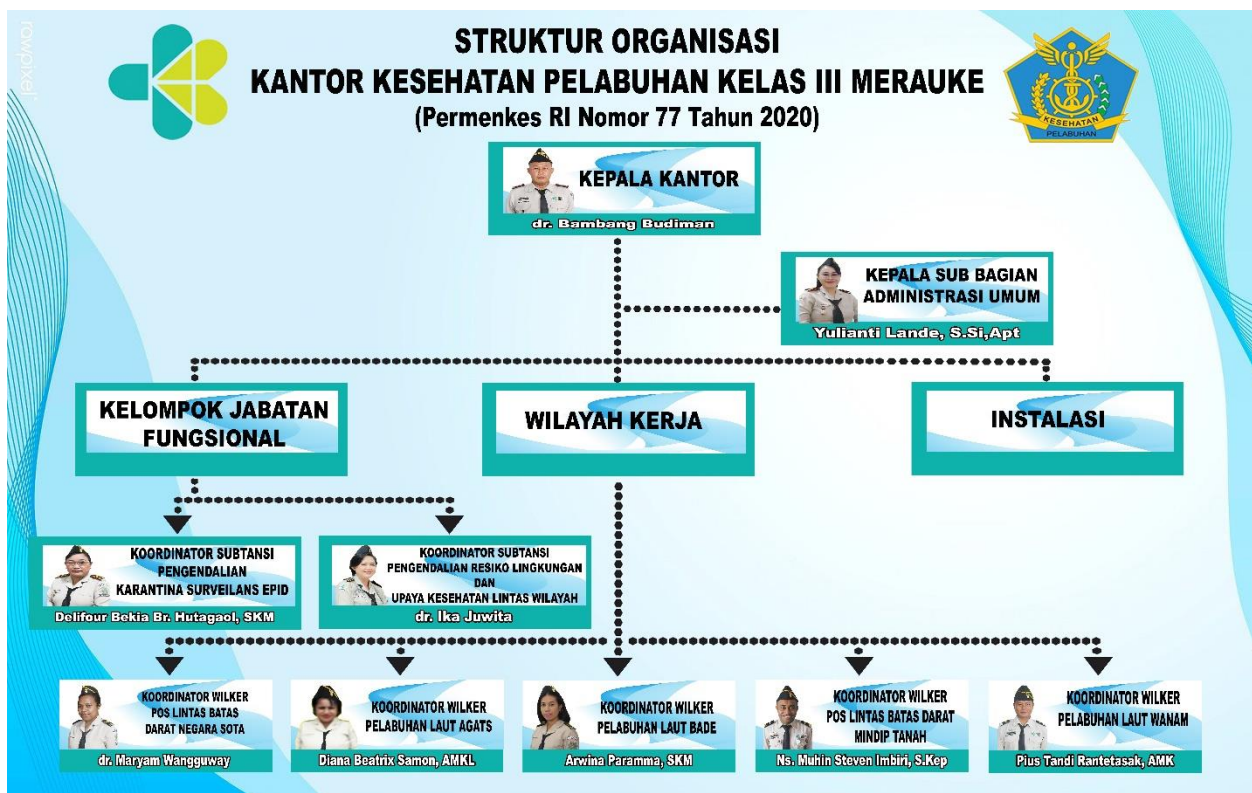 rawpixel
STRUKTUR ORGANISASI
KANTOR KESEHATAN PELABUHAN KELAS III MERAUKE
(Permenkes RI Nomor 77 Tahun 2020)
KESEHATAN
PELABUHAN
KEPALA KANTOR
dr. Bambang Budiman
KEPALA SUB BAGIAN
ADMINISTRASI UMUM
Yulianti Lande, S.Si,Apt
KELOMPOK JABATAN
FUNGSIONAL
WILAYAH KERJA
INSTALASI
KOORDINATOR SUBTANSI
PENGENDALIAN
KARANTINA SURVEILANS EPID
Delifour Bekia Br. Hutagaol, SKM
KOORDINATOR SUBTANSI
PENGENDALIAN RESIKO LINGKUNGAN
DAN
UPAYA KESEHATAN LINTAS WILAYAH
dr. Ika Juwita
KOORDINATOR WILKER
POS LINTAS BATAS
DARAT NEGARA SOTA
dr. Maryam Wangguway
KOORDINATOR WILKER
PELABUHAN LAUT AGATS
Diana Beatrix Samon, AMKL
KOORDINATOR WILKER
PELABUHAN LAUT BADE
Arwina Paramma, SKM
KOORDINATOR WILKER
POS LINTAS BATAS DARAT
MINDIP TANAH
Ns. Muhin Steven Imbiri, S.Kep
KOORDINATOR WILKER
PELABUHAN LAUT WANAM
Pius Tandi Rantetasak, AMK